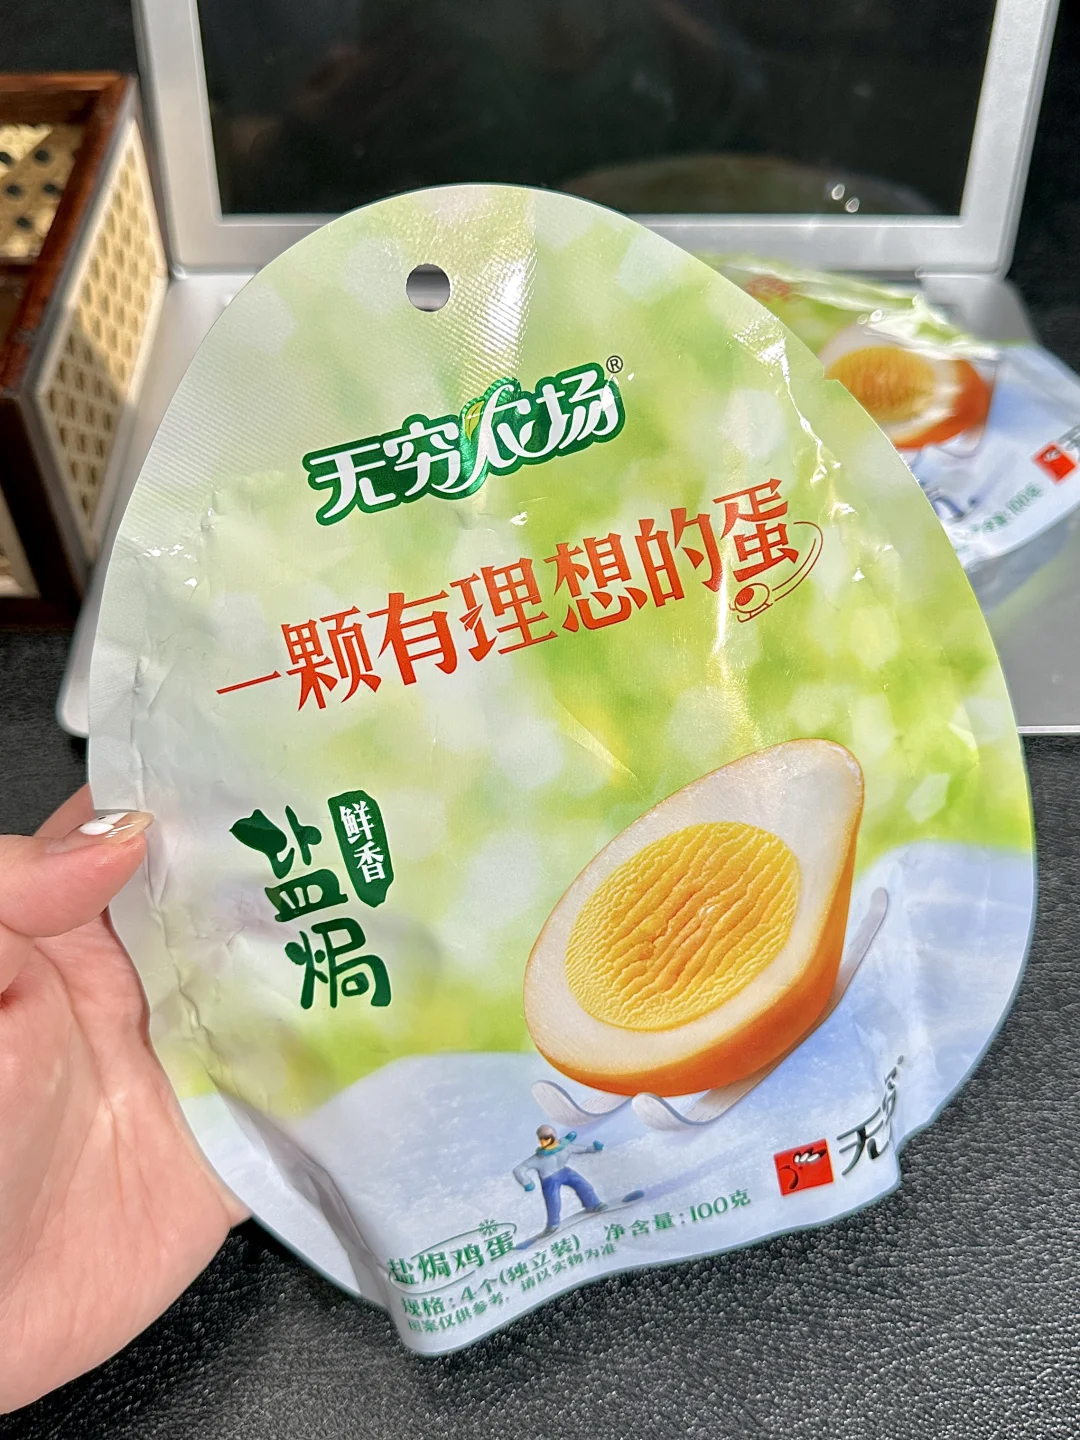 无穷农场®
一颗有理想的蛋
鲜香
盐焗
无穷
盐焗鸡蛋
规格:4个(独立装) 净含量:100克
图案仅供参考,请以实物为准